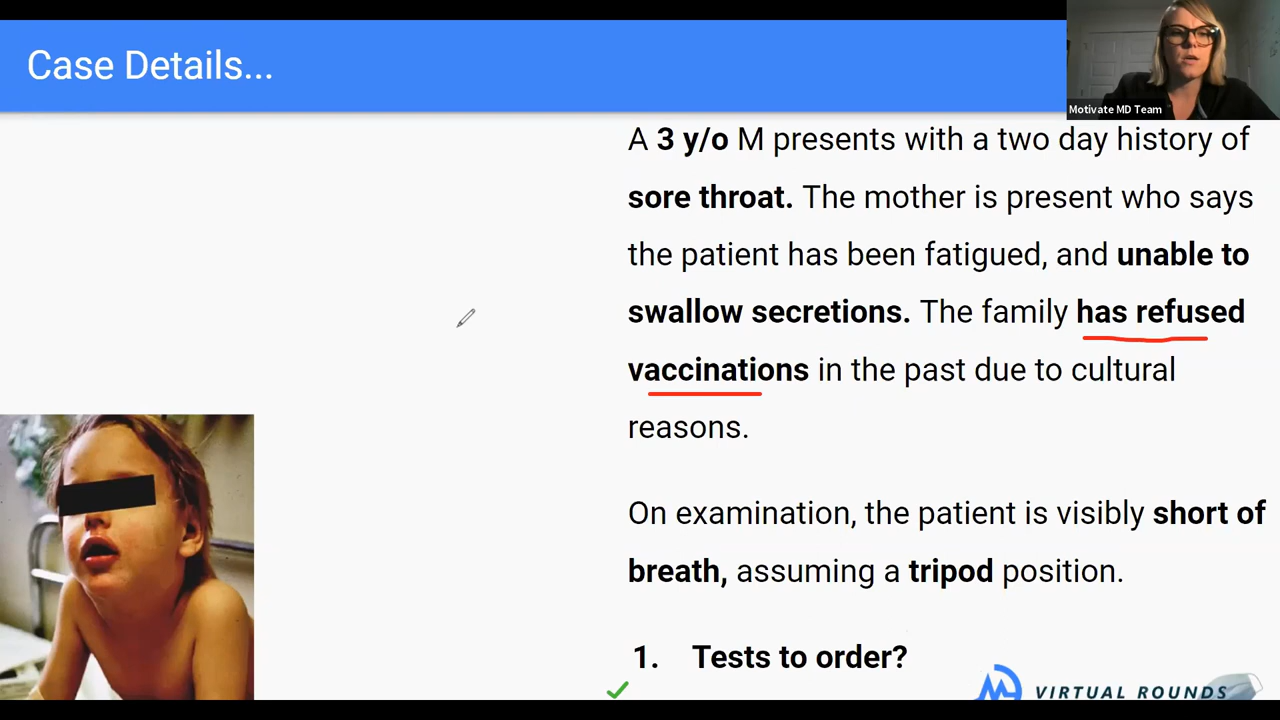 Case Details...
Motivate MD Team
A 3 y/o M presents with a two day history of
sore throat. The mother is present who says
the patient has been fatigued, and unable to
swallow secretions. The family has refused
vaccinations in the past due to cultural
reasons.
On examination, the patient is visibly short of
breath, assuming a tripod position.
1. Tests to order?
VIRTUAL ROUNDS